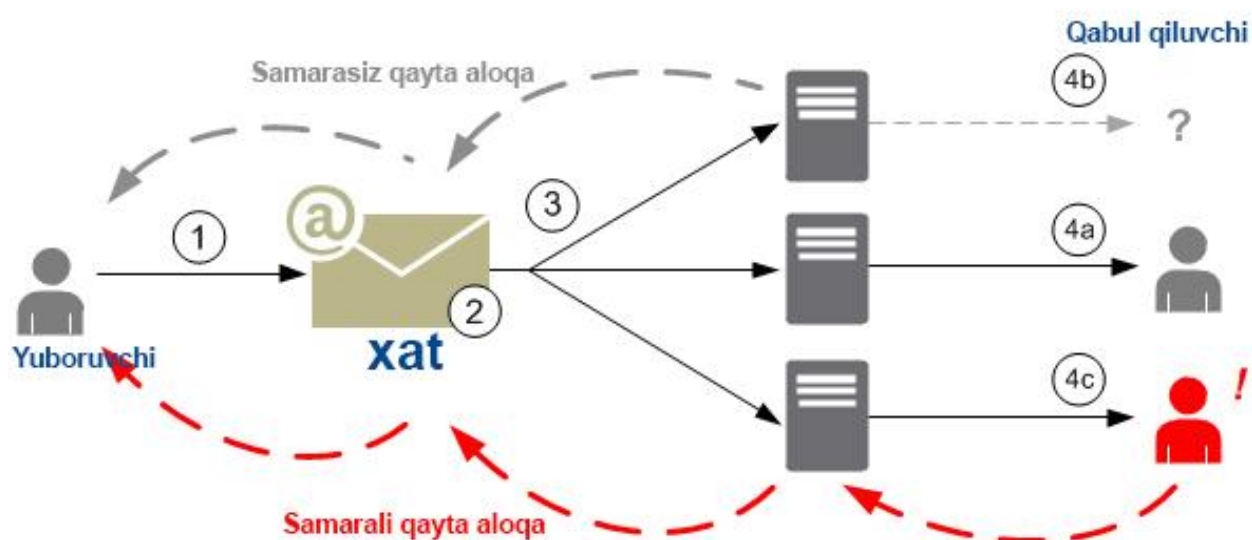 Qabul qiluvchi
Samarasiz qayta aloqa
4b
?
@
1
3
4a
2
Yuboruvchi
xat
4c
!
Samarali qayta aloqa